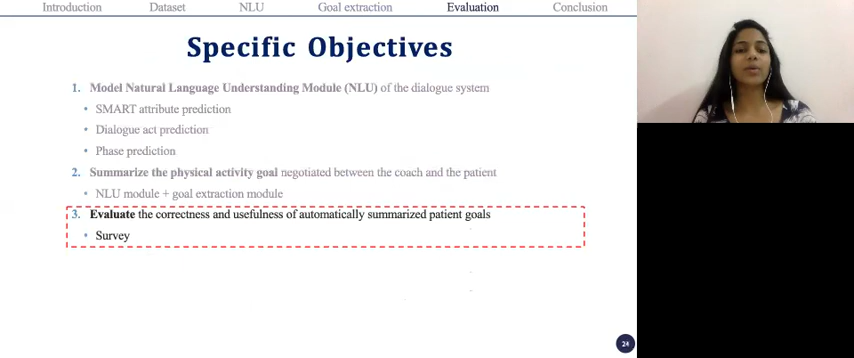 Introduction Dataset NLU Goal extraction Evaluation Conclusion
Specific Objectives
1. Model Natural Language Understanding Module (NLU) of the dialogue system
• SMART attribute prediction
• Dialogue act prediction
• Phase prediction
2. Summarize the physical activity goal negotiated between the coach and the patient
• NLU module + goal extraction module
3. Evaluate the correctness and usefulness of automatically summarized patient goals
• Survey
24